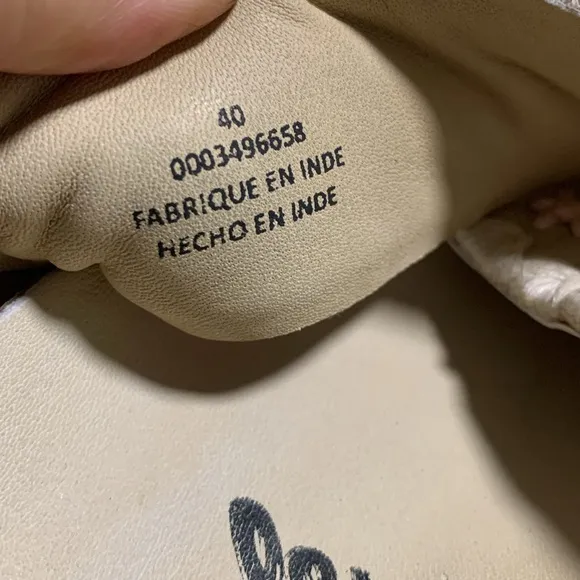 40
0003496658
FABRIQUE EN INDE
HECHO EN INDE